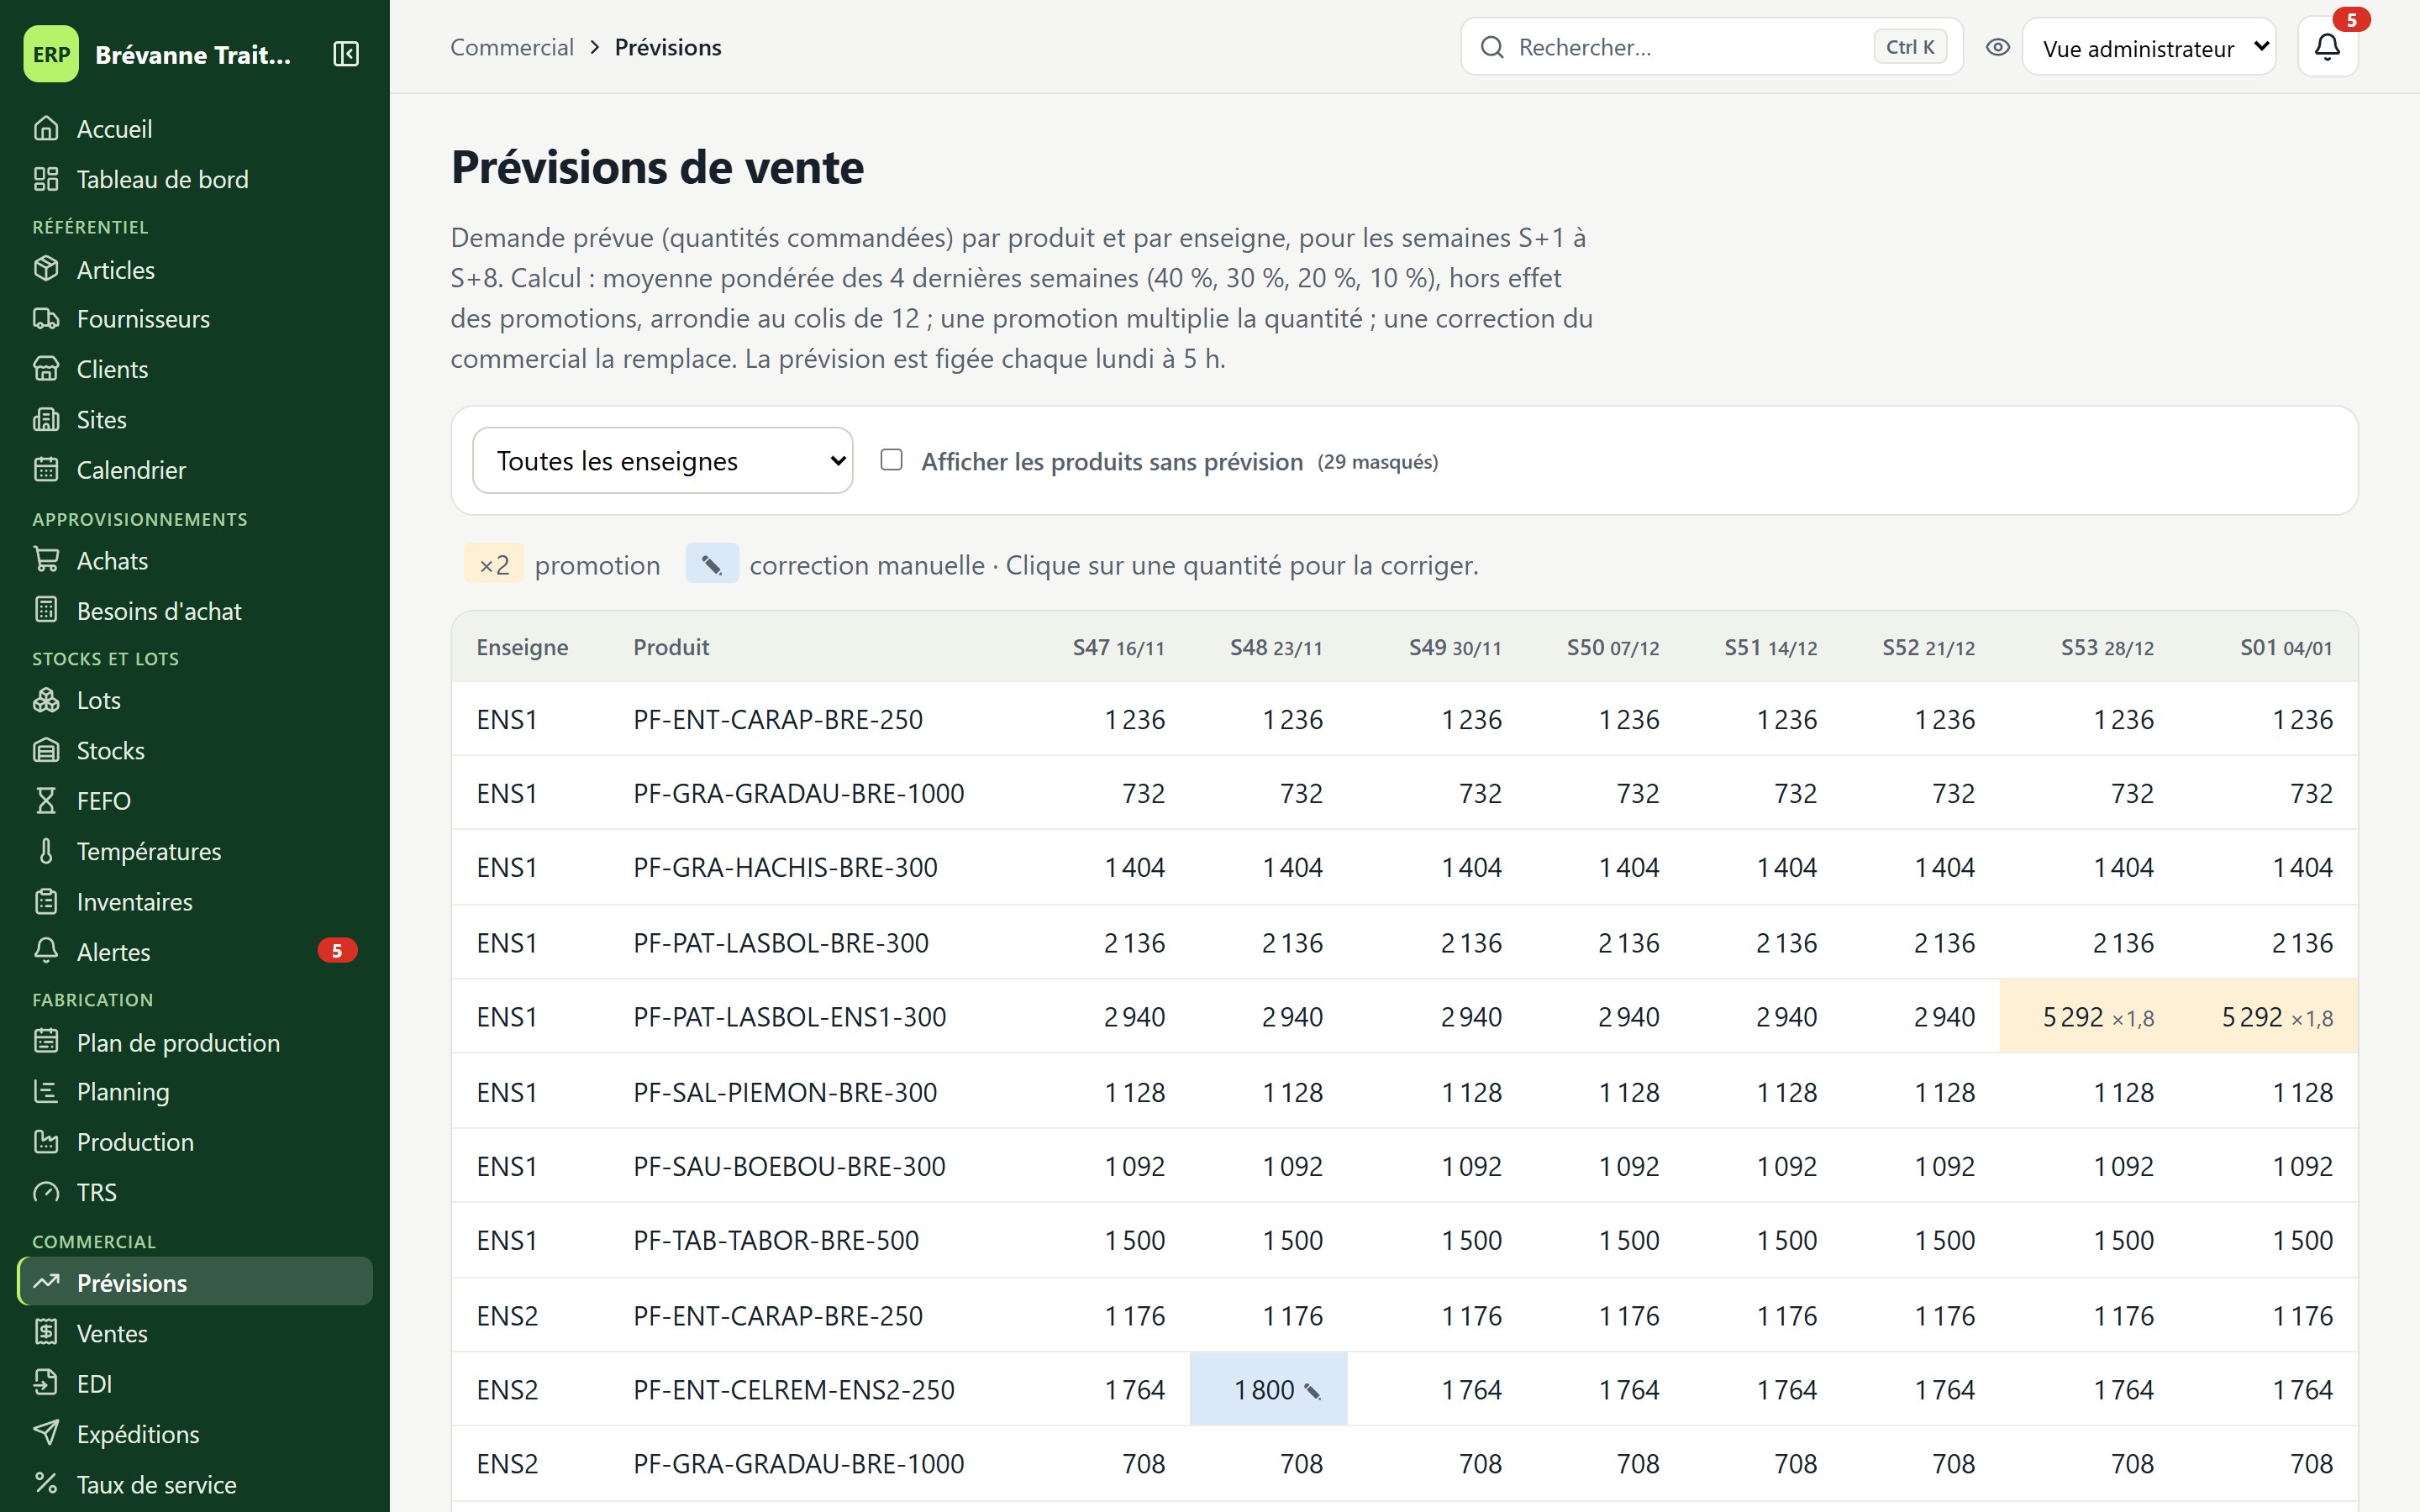 ERP Brévanne Trait...
Accueil
Tableau de bord
RÉFÉRENTIEL
Articles
Fournisseurs
Clients
Sites
Calendrier
APPROVISIONNEMENTS
Achats
Besoins d'achat
STOCKS ET LOTS
Lots
Stocks
FEFO
Températures
Inventaires
Alertes 5
FABRICATION
Plan de production
Planning
Production
TRS
COMMERCIAL
Prévisions
Ventes
EDI
Expéditions
Taux de service
Commercial > Prévisions
Rechercher... Ctrl K
Vue administrateur
5
Prévisions de vente
Demande prévue (quantités commandées) par produit et par enseigne, pour les semaines S+1 à
S+8. Calcul : moyenne pondérée des 4 dernières semaines (40 %, 30 %, 20 %, 10 %), hors effet
des promotions, arrondie au colis de 12 ; une promotion multiplie la quantité ; une correction du
commercial la remplace. La prévision est figée chaque lundi à 5 h.
Toutes les enseignes Afficher les produits sans prévision (29 masqués)
×2 promotion ✎ correction manuelle · Clique sur une quantité pour la corriger.
Enseigne Produit S47 16/11 S48 23/11 S49 30/11 S50 07/12 S51 14/12 S52 21/12 S53 28/12 S01 04/01
ENS1 PF-ENT-CARAP-BRE-250 1 236 1 236 1 236 1 236 1 236 1 236 1 236 1 236
ENS1 PF-GRA-GRADAU-BRE-1000 732 732 732 732 732 732 732 732
ENS1 PF-GRA-HACHIS-BRE-300 1 404 1 404 1 404 1 404 1 404 1 404 1 404 1 404
ENS1 PF-PAT-LASBOL-BRE-300 2 136 2 136 2 136 2 136 2 136 2 136 2 136 2 136
ENS1 PF-PAT-LASBOL-ENS1-300 2 940 2 940 2 940 2 940 2 940 2 940 5 292 ×1,8 5 292 ×1,8
ENS1 PF-SAL-PIEMON-BRE-300 1 128 1 128 1 128 1 128 1 128 1 128 1 128 1 128
ENS1 PF-SAU-BOEBOU-BRE-300 1 092 1 092 1 092 1 092 1 092 1 092 1 092 1 092
ENS1 PF-TAB-TABOR-BRE-500 1 500 1 500 1 500 1 500 1 500 1 500 1 500 1 500
ENS2 PF-ENT-CARAP-BRE-250 1 176 1 176 1 176 1 176 1 176 1 176 1 176 1 176
ENS2 PF-ENT-CELREM-ENS2-250 1 764 1 800 ✎ 1 764 1 764 1 764 1 764 1 764 1 764
ENS2 PF-GRA-GRADAU-BRE-1000 708 708 708 708 708 708 708 708